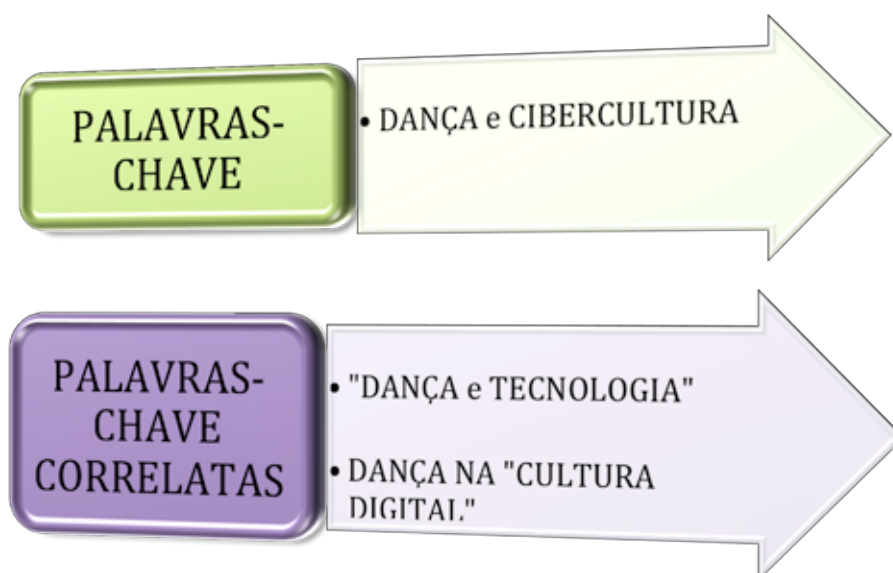 PALAVRAS-
CHAVE
• DANÇA e CIBERCULTURA
PALAVRAS-
CHAVE
CORRELATAS
• "DANÇA e TECNOLOGIA"
• DANÇA NA "CULTURA
DIGITAL"